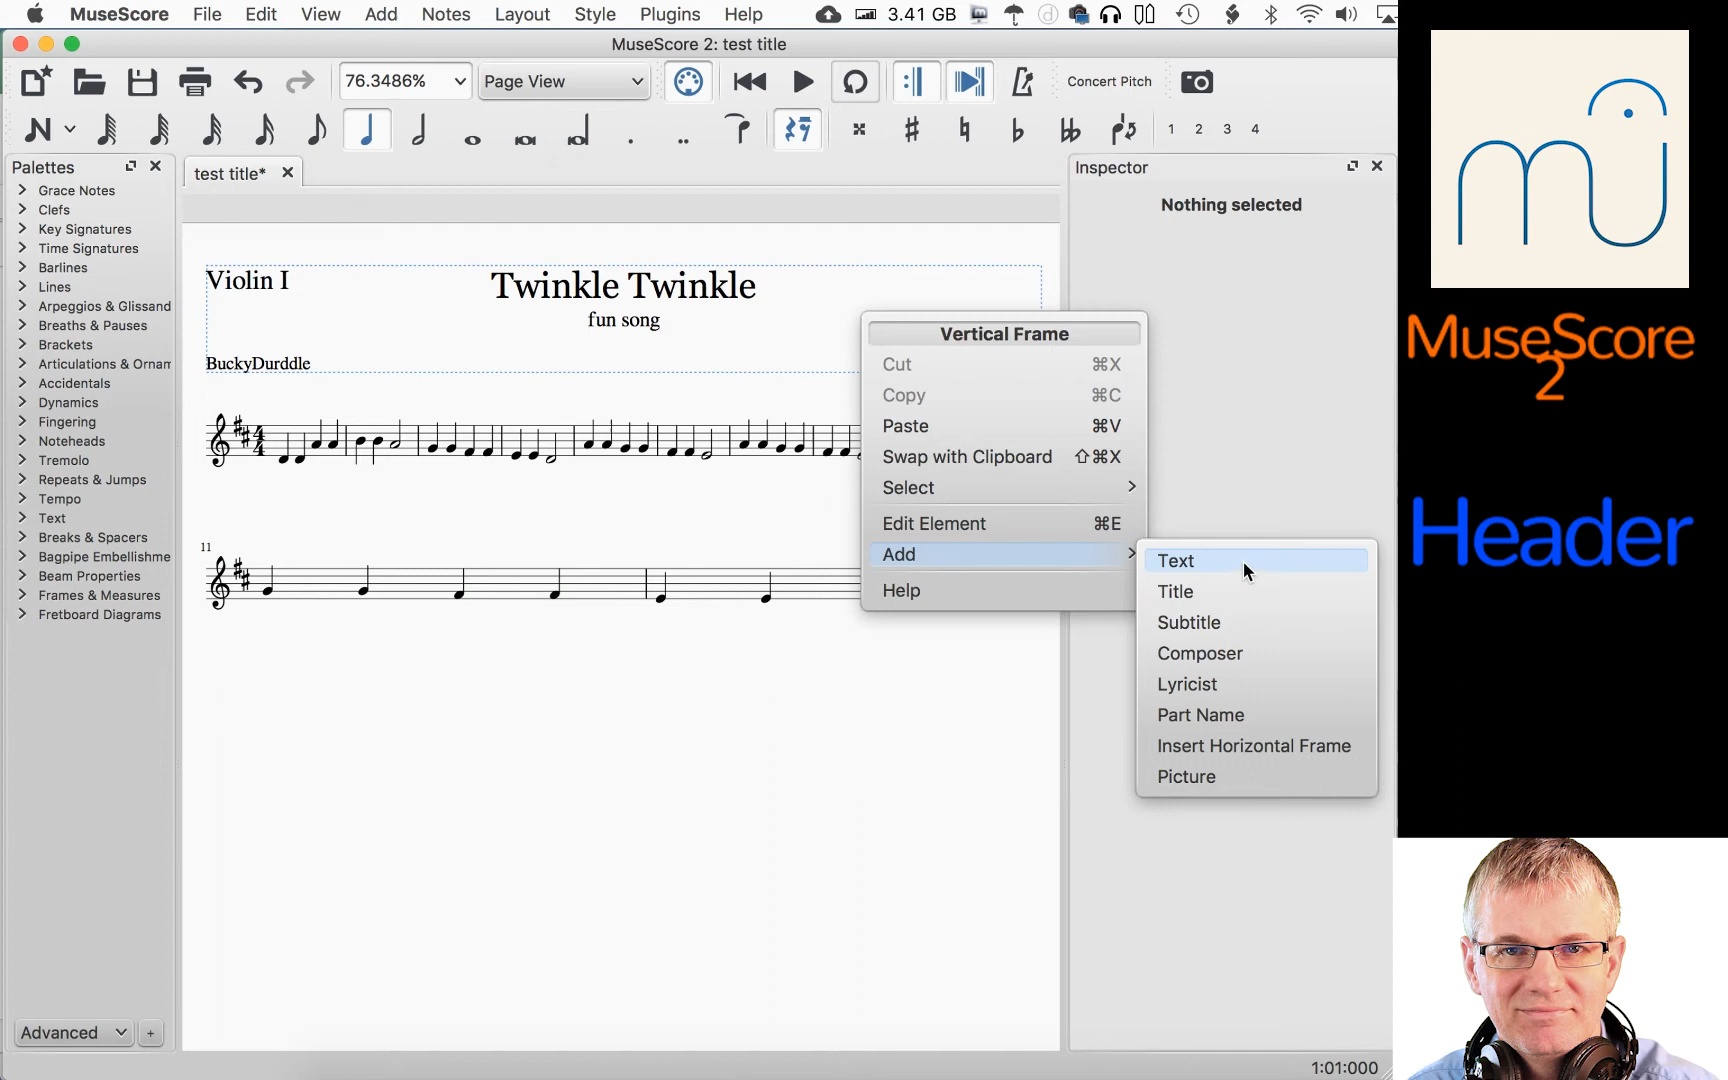 MuseScore File Edit View Add Notes Layout Style Plugins Help 3.41 GB
MuseScore 2: test title
76.3486% Page View Concert Pitch
1 2 3 4
Palettes
Grace Notes
Clefs
Key Signatures
Time Signatures
Barlines
Lines
Arpeggios & Glissand
Breaths & Pauses
Brackets
Articulations & Ornam
Accidentals
Dynamics
Fingering
Noteheads
Tremolo
Repeats & Jumps
Tempo
Text
Breaks & Spacers
Bagpipe Embellishme
Beam Properties
Frames & Measures
Fretboard Diagrams
Advanced
+
test title*
Violin I
Twinkle Twinkle
fun song
BuckyDurddle
4
4
11
Vertical Frame
Cut ⌘X
Copy ⌘C
Paste ⌘V
Swap with Clipboard ⇧⌘X
Select
Edit Element ⌘E
Add
Help
Text
Title
Subtitle
Composer
Lyricist
Part Name
Insert Horizontal Frame
Picture
Inspector
Nothing selected
1:01:000
mu
MuseScore
2
Header